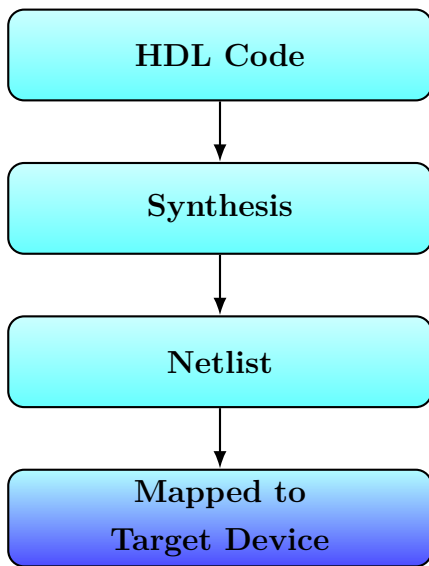 HDL Code
Synthesis
Netlist
Mapped to
Target Device